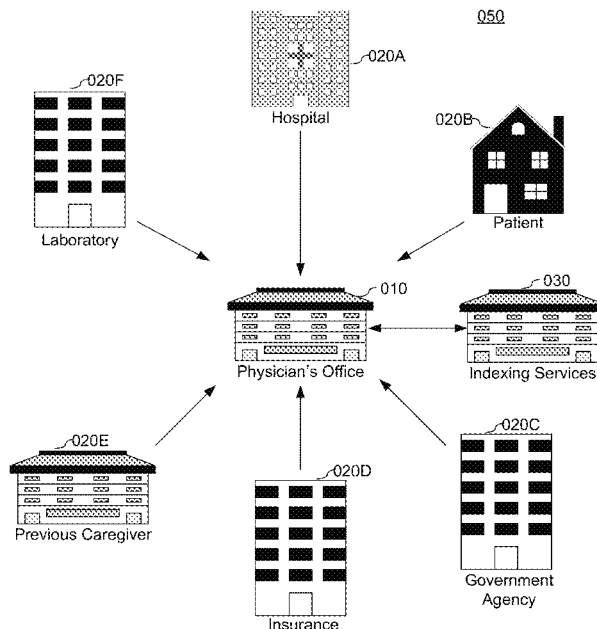 050
020A
Hospital
020F
Laboratory
020B
Patient
010
Physician's Office
030
Indexing Services
020E
Previous Caregiver
020D
Insurance
020C
Government
Agency